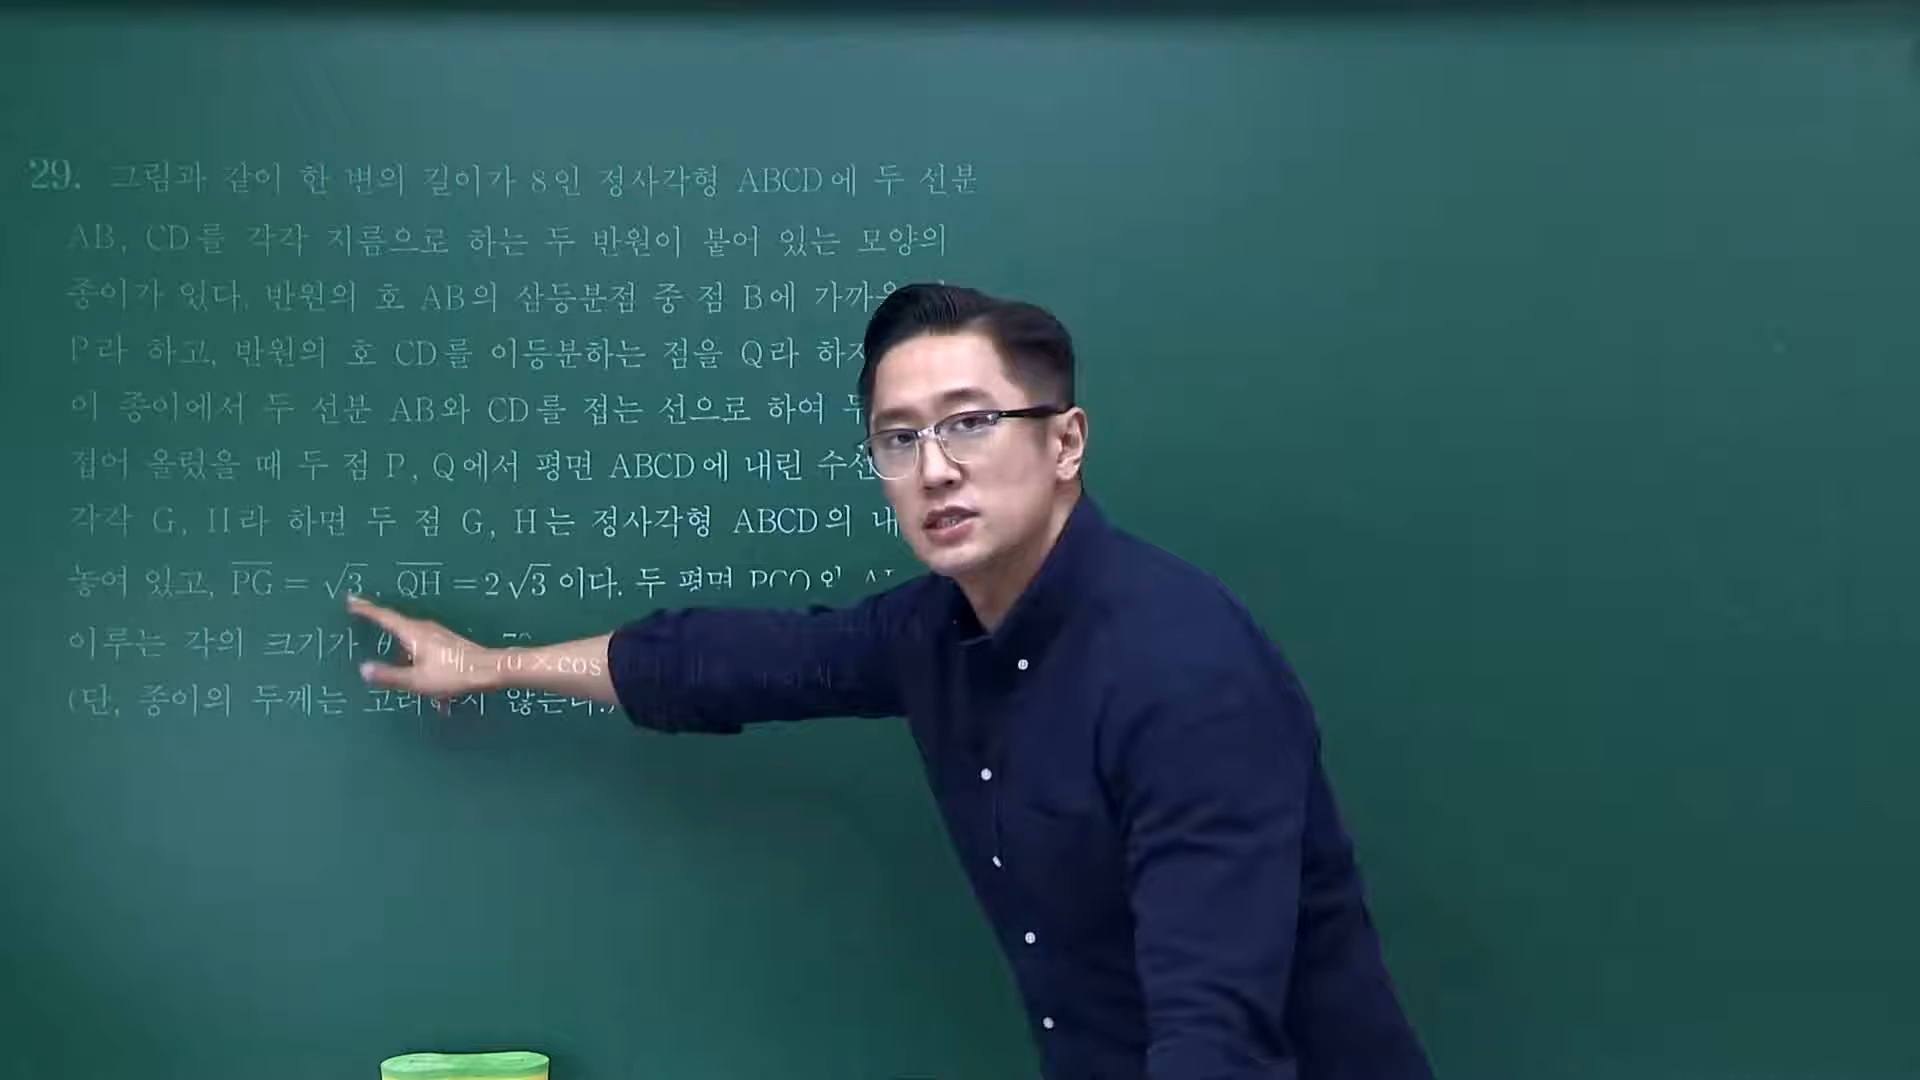 29. 그림과 같이 한 변의 길이가 8인 정사각형 ABCD에 두 선분
AB, CD를 각각 지름으로 하는 두 반원이 붙어 있는 모양의
종이가 있다. 반원의 호 AB의 삼등분점 중 점 B에 가까운
P라 하고, 반원의 호 CD를 이등분하는 점을 Q라 하자
이 종이에서 두 선분 AB와 CD를 접는 선으로 하여 두
접어 올렸을 때 두 점 P, Q에서 평면 ABCD에 내린 수선
각각 G, H라 하면 두 점 G, H는 정사각형 ABCD의 내
놓여 있고, \overline{PG} = √3, \overline{QH} = 2√3 이다. 두 평면
이루는 각의 크기가 θ 70 × cos
(단, 종이의 두께는 고려하지 않는다.)